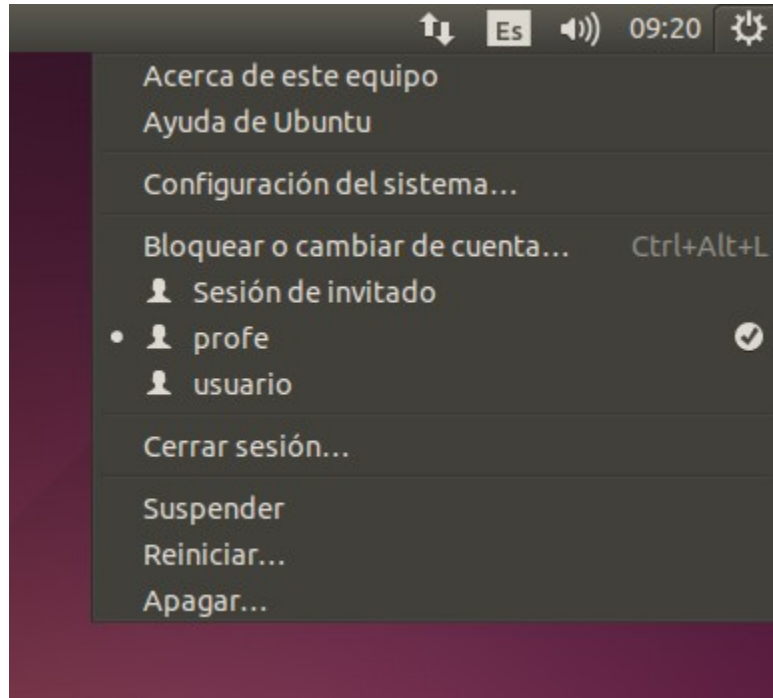 Es 09:20
Acerca de este equipo
Ayuda de Ubuntu
Configuración del sistema...
Bloquear o cambiar de cuenta... Ctrl+Alt+L
Sesión de invitado
profe
usuario
Cerrar sesión...
Suspender
Reiniciar...
Apagar...